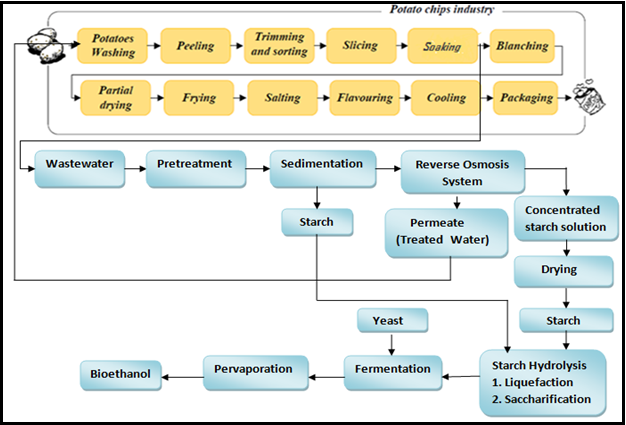 Potato chips industry
Potatoes
Washing
Peeling
Trimming
and sorting
Slicing
Soaking
Blanching
Partial
drying
Frying
Salting
Flavouring
Cooling
Packaging
Wastewater
Pretreatment
Sedimentation
Reverse Osmosis
System
Starch
Permeate
(Treated Water)
Concentrated
starch solution
Drying
Starch
Yeast
Bioethanol
Pervaporation
Fermentation
Starch Hydrolysis
1. Liquefaction
2. Saccharification